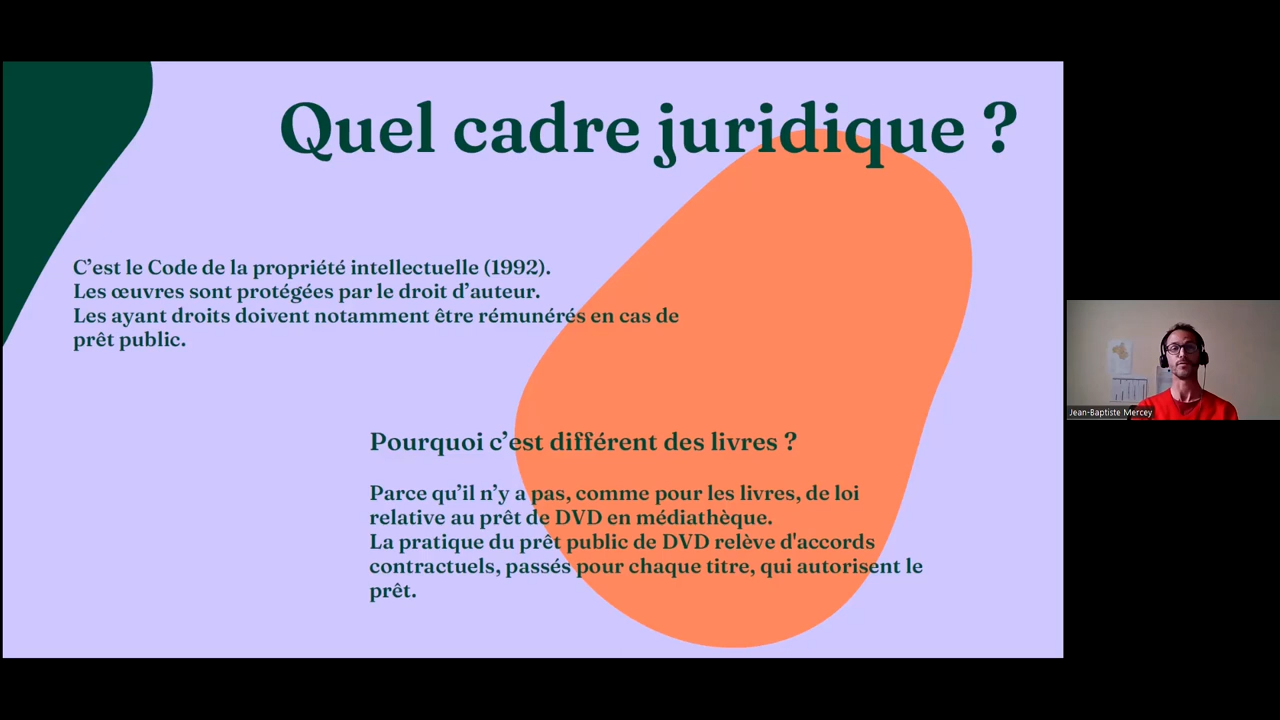 Quel cadre juridique ?
C’est le Code de la propriété intellectuelle (1992).
Les œuvres sont protégées par le droit d’auteur.
Les ayant droits doivent notamment être rémunérés en cas de
prêt public.
Pourquoi c’est différent des livres ?
Parce qu’il n’y a pas, comme pour les livres, de loi
relative au prêt de DVD en médiathèque.
La pratique du prêt public de DVD relève d'accords
contractuels, passés pour chaque titre, qui autorisent le
prêt.
Jean-Baptiste Mercey